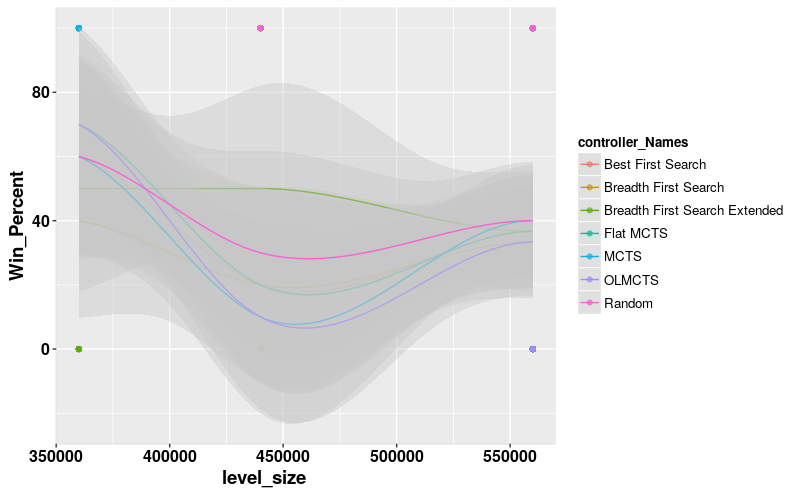 80
40
0
Win_Percent
350000 400000 450000 500000 550000
level_size
controller_Names
Best First Search
Breadth First Search
Breadth First Search Extended
Flat MCTS
MCTS
OLMCTS
Random